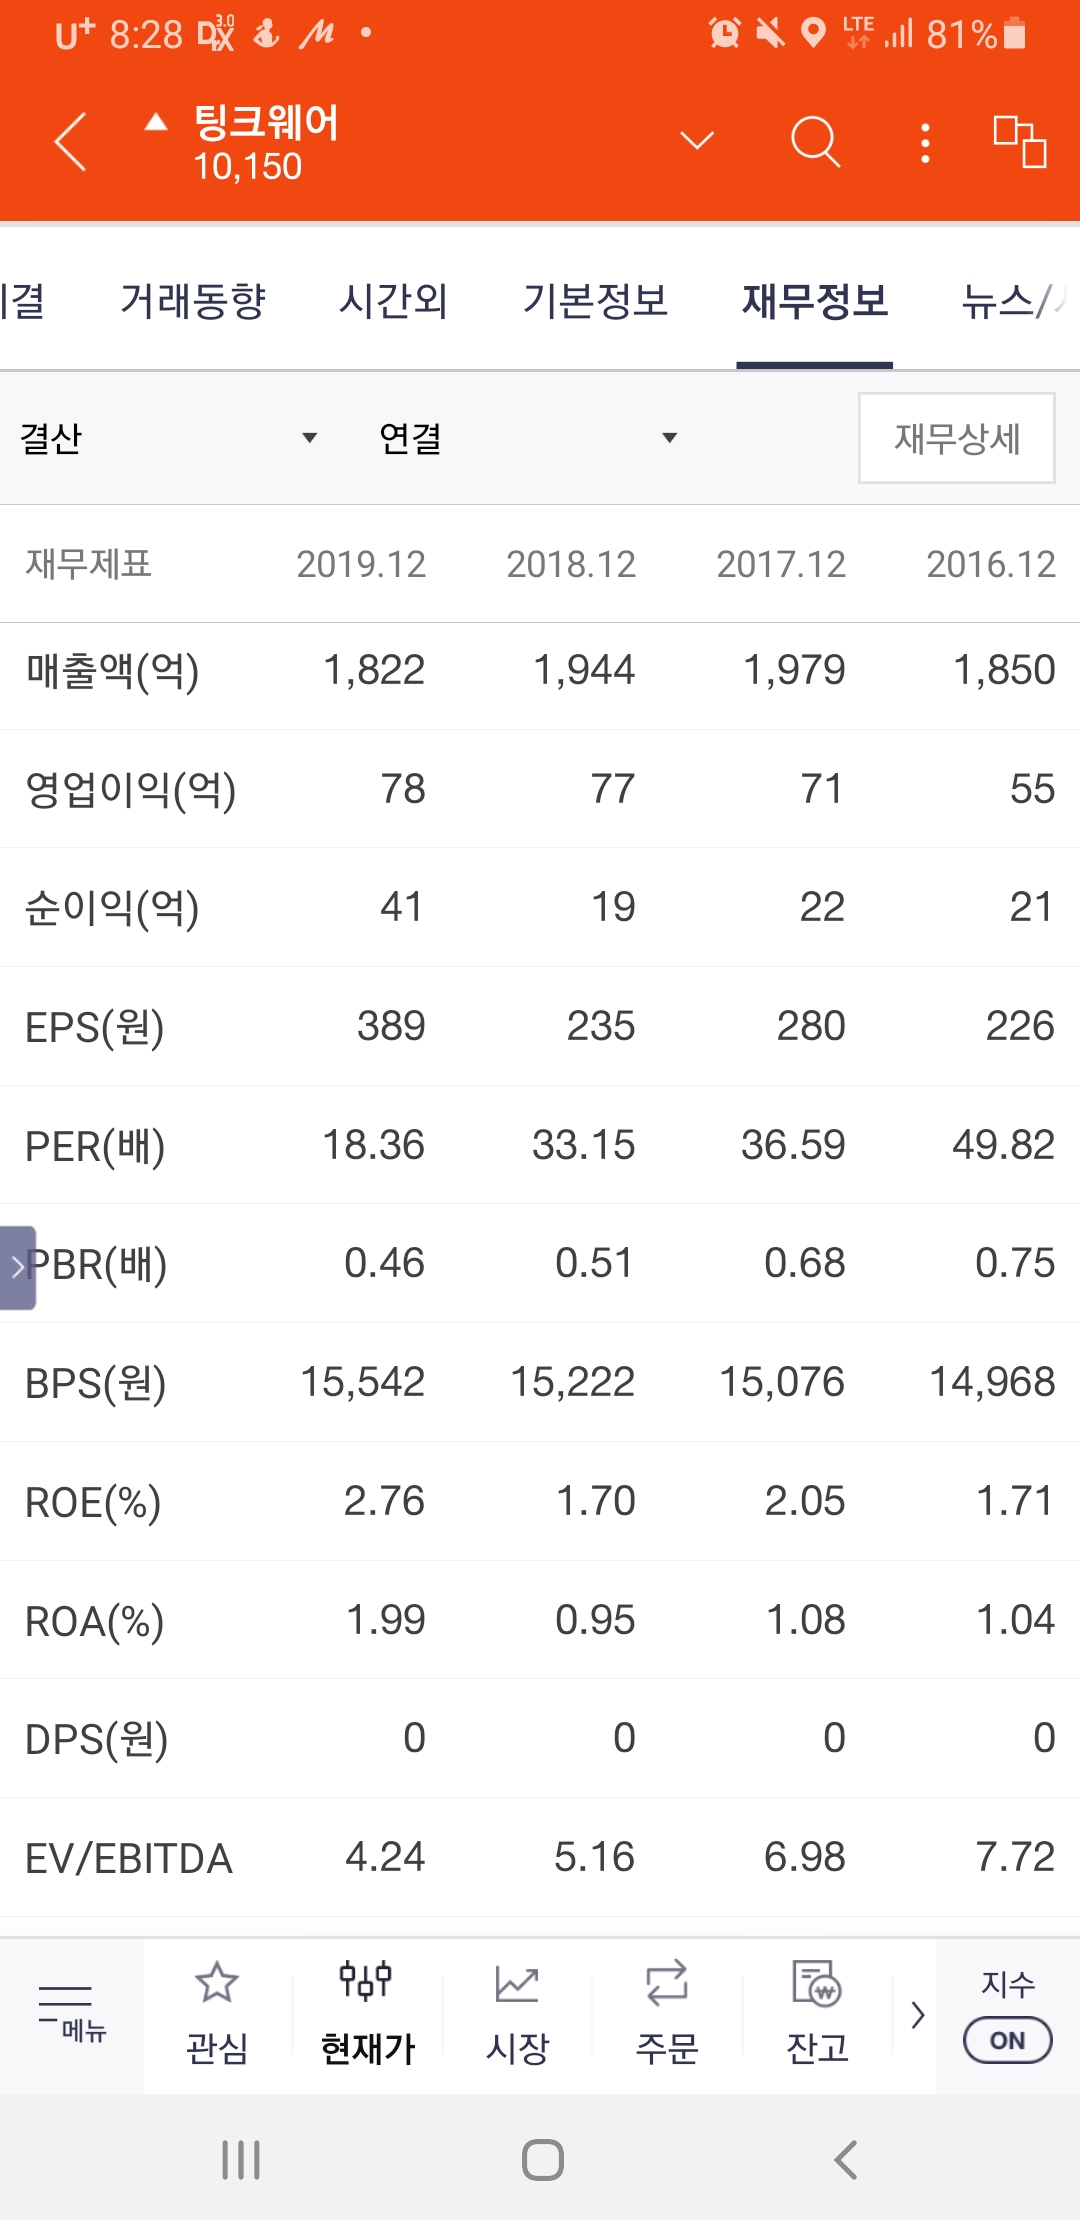 U+ 8:28 3.0 DX LTE 81%
팅크웨어
10,150
거래동향 시간외 기본정보 재무정보 뉴스/
결산 연결 재무상세
재무제표 2019.12 2018.12 2017.12 2016.12
매출액(억) 1,822 1,944 1,979 1,850
영업이익(억) 78 77 71 55
순이익(억) 41 19 22 21
EPS(원) 389 235 280 226
PER(배) 18.36 33.15 36.59 49.82
PBR(배) 0.46 0.51 0.68 0.75
BPS(원) 15,542 15,222 15,076 14,968
ROE(%) 2.76 1.70 2.05 1.71
ROA(%) 1.99 0.95 1.08 1.04
DPS(원) 0 0 0 0
EV/EBITDA 4.24 5.16 6.98 7.72
메뉴 관심 현재가 시장 주문 잔고 지수
ON